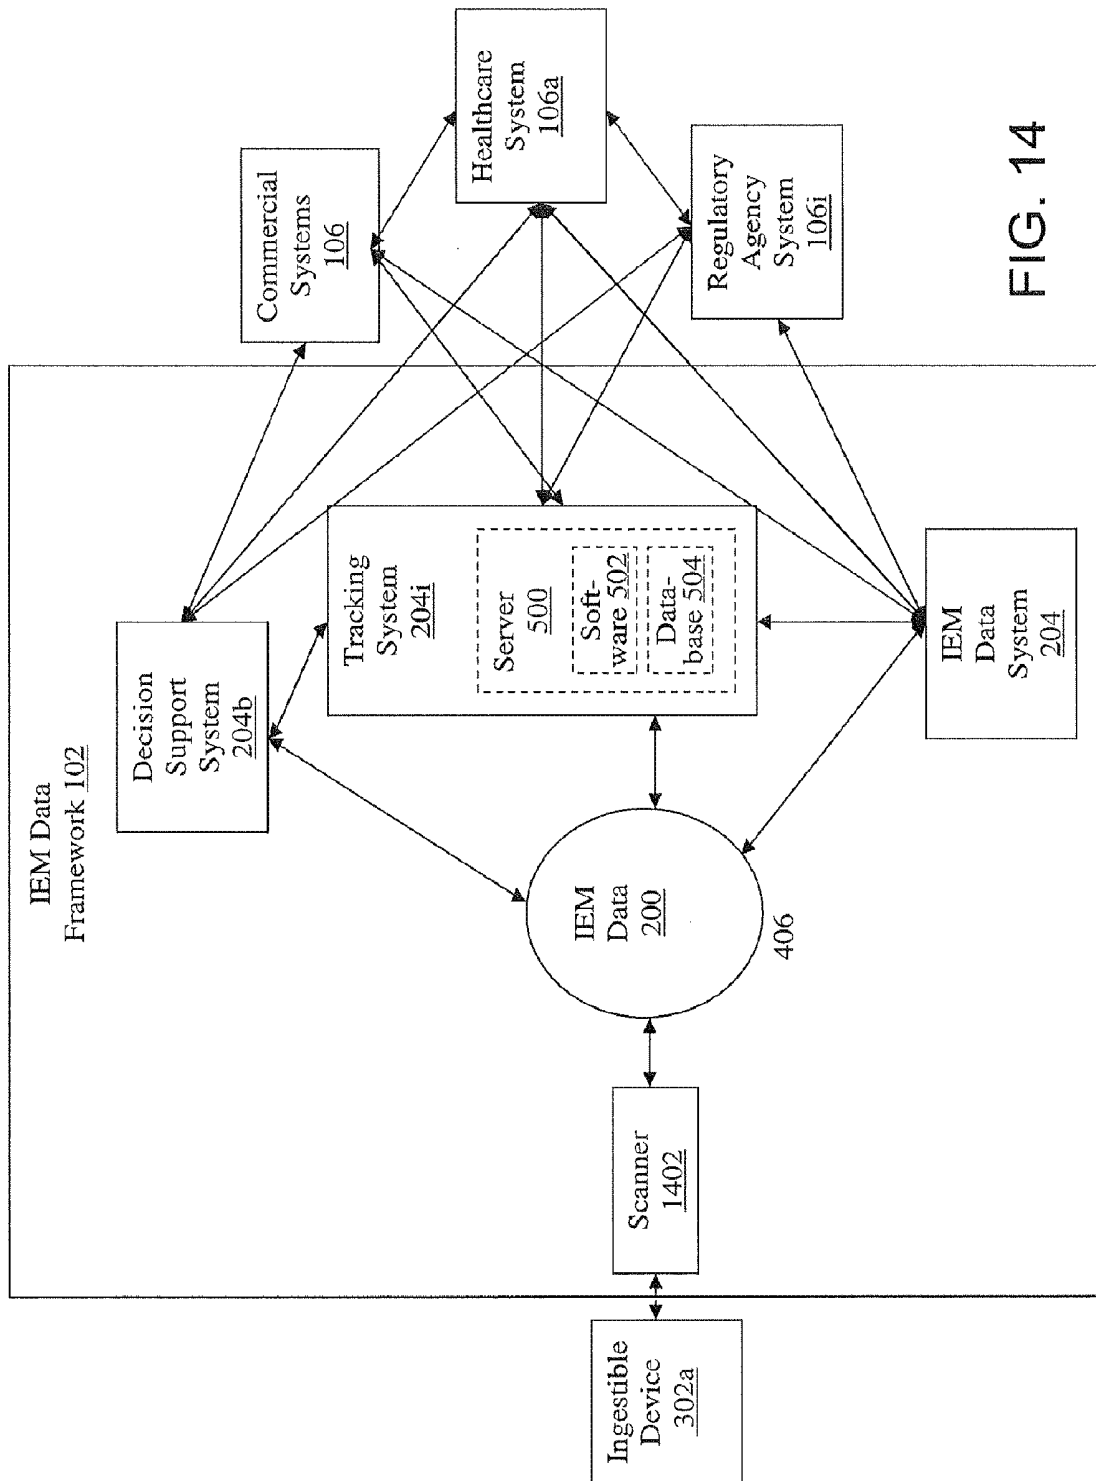 IEM Data
Framework 102
Ingestible
Device
302a
Scanner
1402
IEM
Data
200
406
Decision
Support
System
204b
Tracking
System
204i
Server
500
Soft-
ware 502
Data-
base 504
IEM
Data
System
204
Commercial
Systems
106
Healthcare
System
106a
Regulatory
Agency
System
106i
FIG. 14